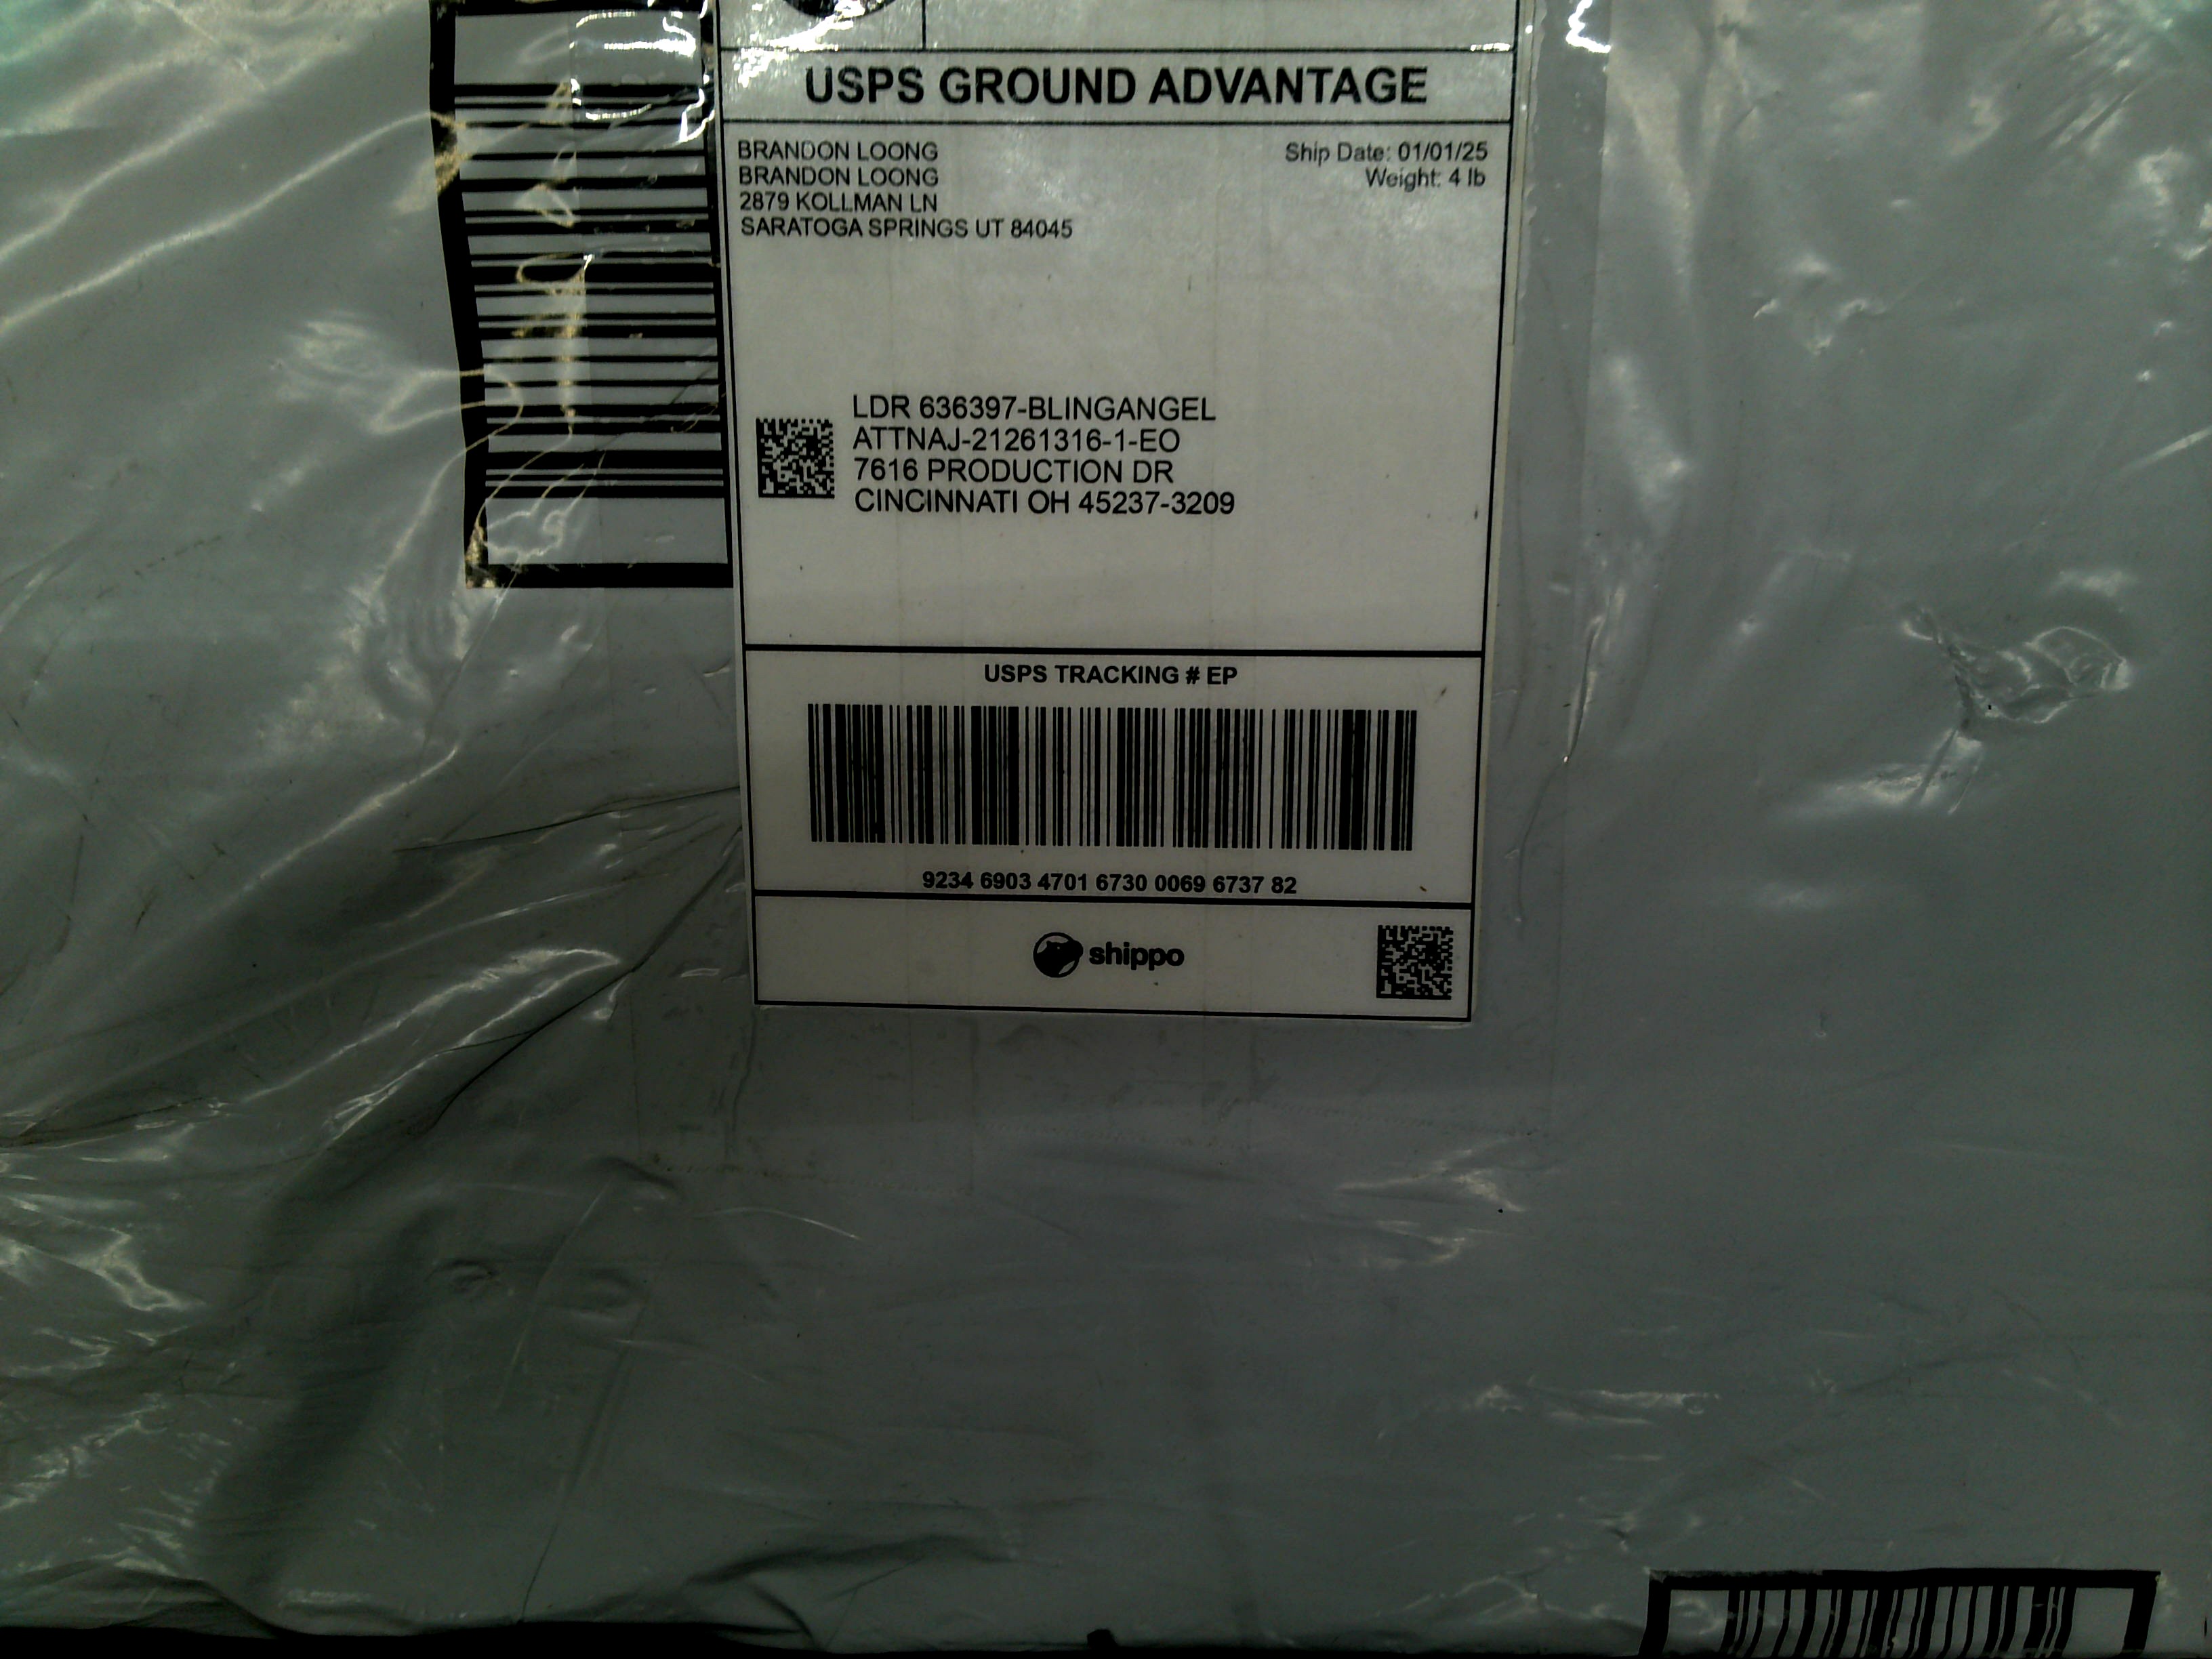 USPS GROUND ADVANTAGE
BRANDON LOONG
BRANDON LOONG
2879 KOLLMAN LN
SARATOGA SPRINGS UT 84045
Ship Date: 01/01/25
Weight: 4 lb
LDR 636397-BLINGANGEL
ATTNAJ-21261316-1-EO
7616 PRODUCTION DR
CINCINNATI OH 45237-3209
USPS TRACKING # EP
9234 6903 4701 6730 0069 6737 82
shippo